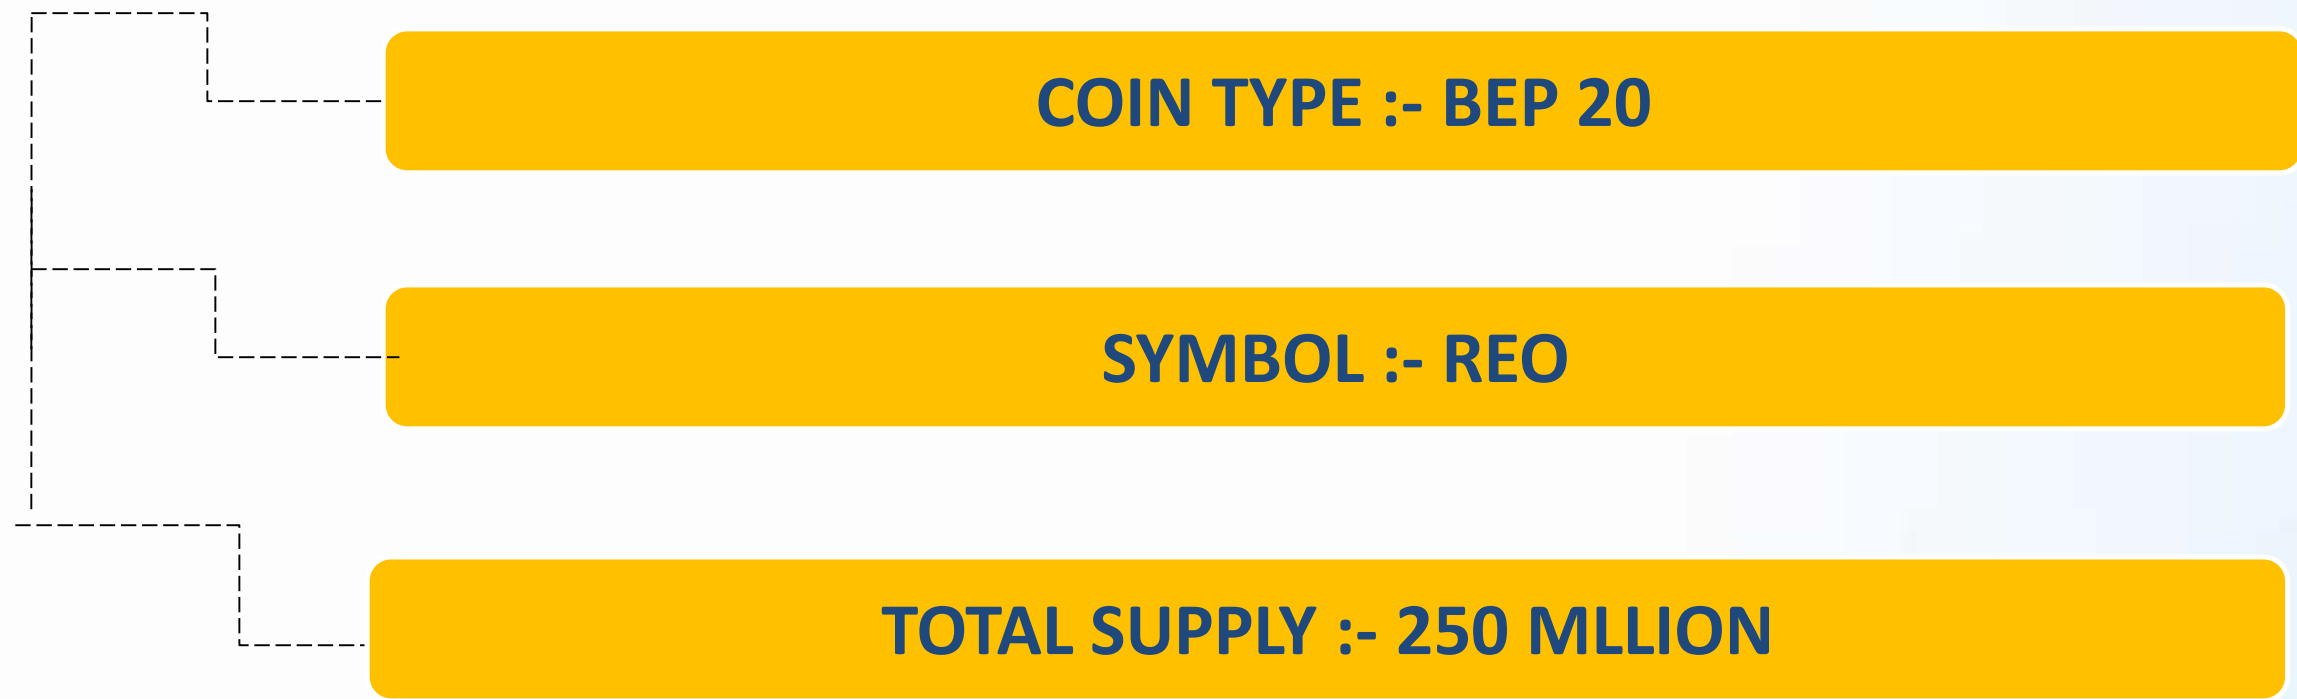 COIN TYPE :- BEP 20
SYMBOL :- REO
TOTAL SUPPLY :- 250 MLLION